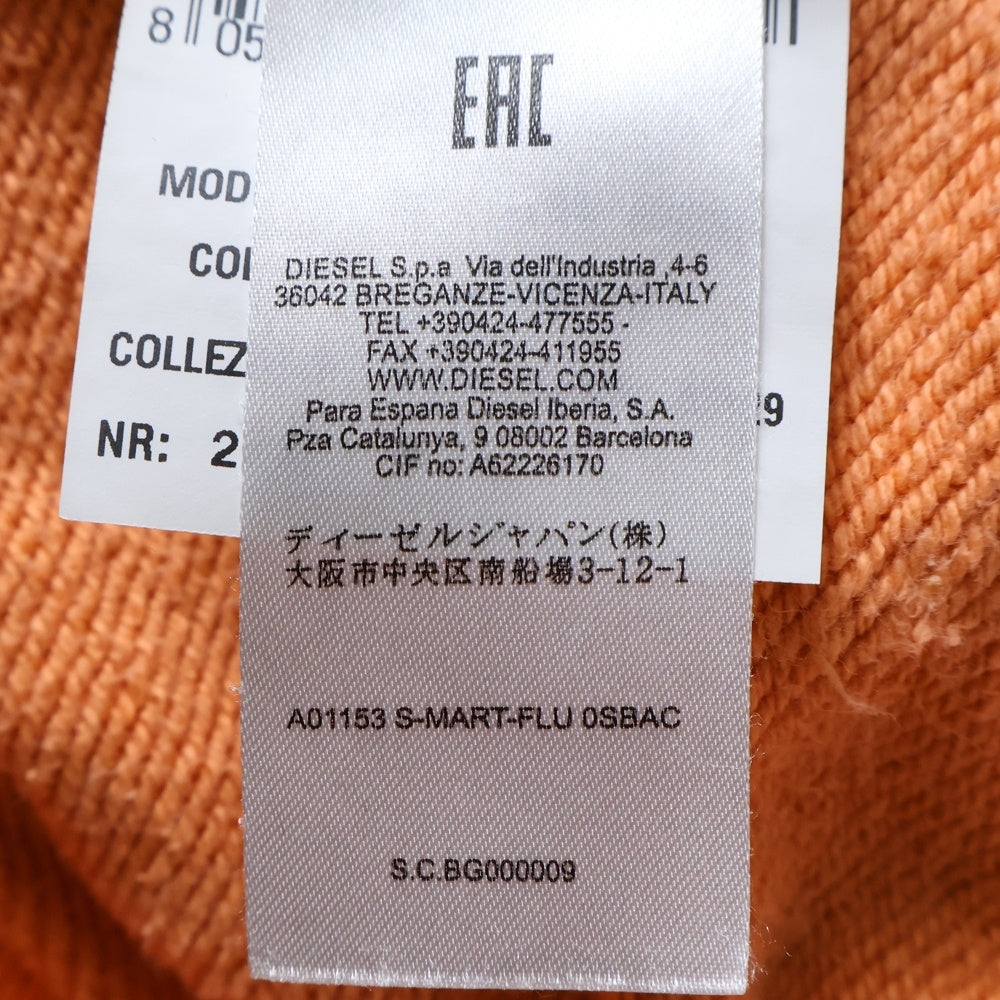 8 05
EAC
DIESEL S.p.a Via dell'Industria ,4-6
36042 BREGANZE-VICENZA-ITALY
TEL +390424-477555 -
FAX +390424-411955
WWW.DIESEL.COM
Para Espana Diesel Iberia, S.A.
Pza Catalunya, 9 08002 Barcelona
CIF no: A62226170
ディーゼルジャパン(株)
大阪市中央区南船場3-12-1
A01153 S-MART-FLU 0SBAC
S.C.BG000009
MOD
COL
COLLEZ
NR: 2
29